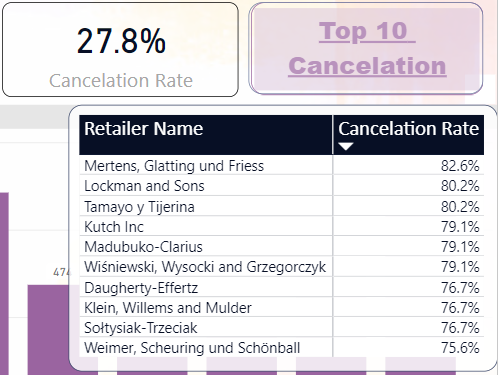 27.8%
Cancelation Rate
Top 10
Cancelation
Retailer Name Cancelation Rate
Mertens, Glatting und Friess 82.6%
Lockman and Sons 80.2%
Tamayo y Tijerina 80.2%
Kutch Inc 79.1%
Madubuko-Clarius 79.1%
Wiśniewski, Wysocki and Grzegorczyk 79.1%
Daugherty-Effertz 76.7%
Klein, Willems and Mulder 76.7%
Sołtysiak-Trzeciak 76.7%
Weimer, Scheuring und Schönball 75.6%